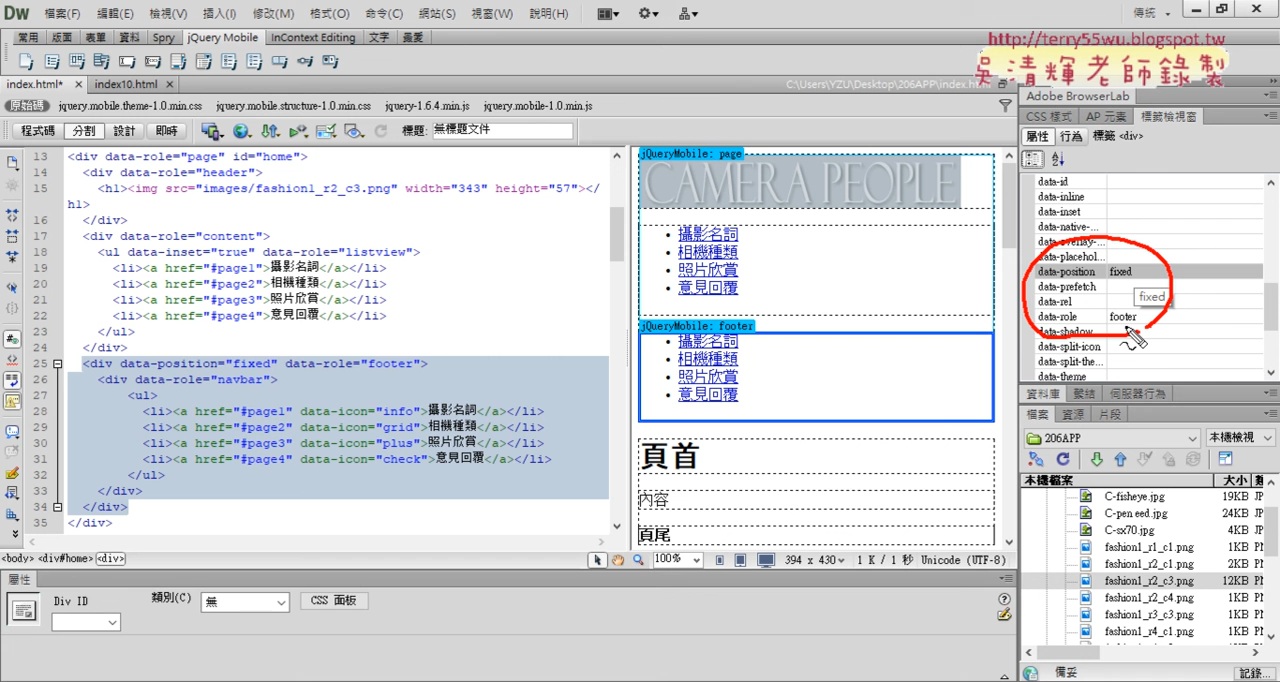 Dw 檔案(F) 編輯(E) 檢視(V) 插入(I) 修改(M) 格式(O) 命令(C) 網站(S) 視窗(W) 說明(H) 傳統
常用 版面 表單 資料 Spry jQuery Mobile InContext Editing 文字 最愛
http://terry55wu.blogspot.tw
吳清輝老師錄製
index.html* index10.html C:\Users\YZU\Desktop\206APP\index.html
原始碼 jquery.mobile.theme-1.0.min.css jquery.mobile.structure-1.0.min.css jquery-1.6.4.min.js jquery-mobile-1.0.min.js
程式碼 分割 設計 即時 標題: 無標題文件
13 <div data-role="page" id="home">
14 <div data-role="header">
15 <h1><img src="images/fashion1_r2_c3.png" width="343" height="57"></
h1>
16 </div>
17 <div data-role="content">
18 <ul data-inset="true" data-role="listview">
19 <li><a href="#page1">攝影名詞</a></li>
20 <li><a href="#page2">相機種類</a></li>
21 <li><a href="#page3">照片欣賞</a></li>
22 <li><a href="#page4">意見回覆</a></li>
23 </ul>
24 </div>
25 <div data-position="fixed" data-role="footer">
26 <div data-role="navbar">
27 <ul>
28 <li><a href="#page1" data-icon="info">攝影名詞</a></li>
29 <li><a href="#page2" data-icon="grid">相機種類</a></li>
30 <li><a href="#page3" data-icon="plus">照片欣賞</a></li>
31 <li><a href="#page4" data-icon="check">意見回覆</a></li>
32 </ul>
33 </div>
34 </div>
35 </div>
jQueryMobile: page
CAMERA PEOPLE
攝影名詞
相機種類
照片欣賞
意見回覆
jQueryMobile: footer
攝影名詞
相機種類
照片欣賞
意見回覆
頁首
內容
頁尾
<body> <div#home> <div> 100% 394 x 430 1 K / 1 秒 Unicode (UTF-8)
屬性
Div ID 類別(C) 無 CSS 面板
Adobe BrowserLab
CSS 樣式 AP 元素 標籤檢視窗
屬性 行為 標籤 <div>
data-id
data-inline
data-inset
data-native-...
data-overlay-...
data-placehol...
data-position fixed
data-prefetch
fixed
data-rel
data-role footer
data-shadow
data-split-icon
data-split-the...
data-theme
資料庫 繫結 伺服器行為
檔案 資源 片段
206APP 本機檢視
本機檔案 大小
C-fisheye.jpg 19KB JP
C-pen eed.jpg 24KB JP
C-sx70.jpg 4KB JP
fashion1_r1_c1.png 1KB PN
fashion1_r2_c1.png 2KB PN
fashion1_r2_c3.png 12KB PN
fashion1_r2_c4.png 1KB PN
fashion1_r3_c3.png 1KB PN
fashion1_r4_c1.png 1KB PN
備妥 記錄...